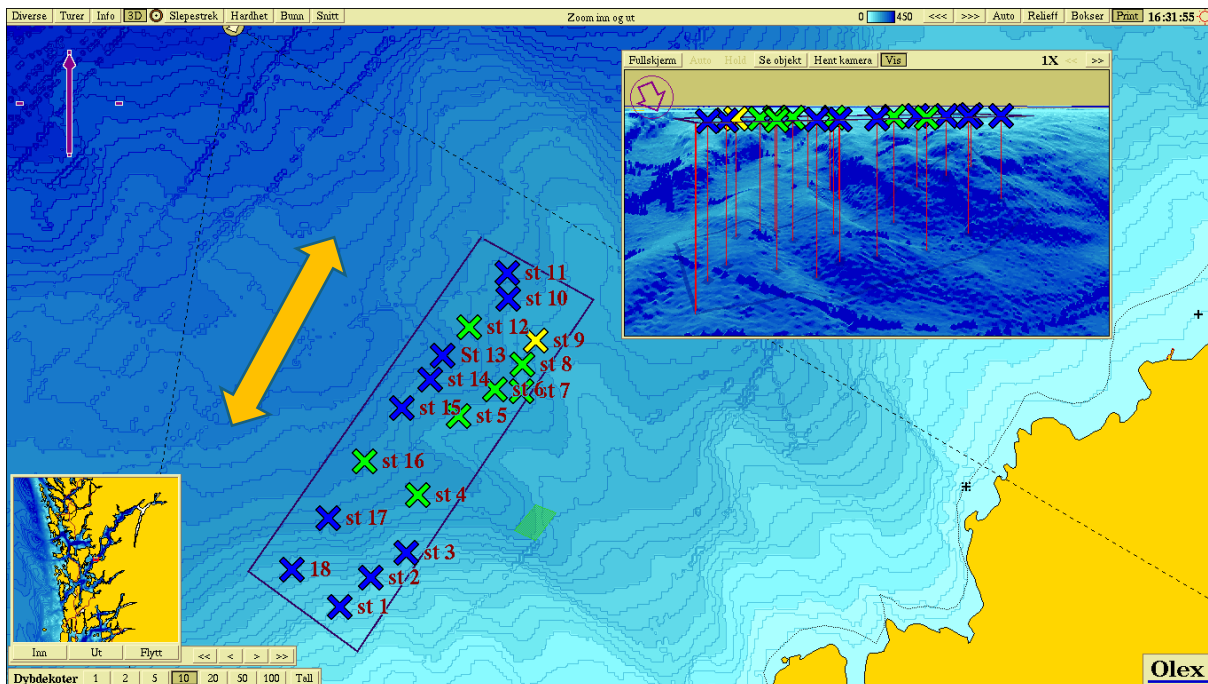 Diverse Turer Info 3D Slepestrek Hardhet Bunn Snitt Zoom inn og ut 0 450 <<< >>> Auto Relieff Bokser Print 16:31:55
Fullskjerm Auto Hold Se objekt Hent kamera Vis 1X << >>
st 11
st 10
st 12
st 9
St 13
st 8
st 14
st 6
st 7
st 15
st 5
st 16
st 4
st 17
st 3
18
st 2
st 1
Inn Ut Flytt << < > >>
Dybdekoter 1 2 5 10 20 50 100 Tall
Olex